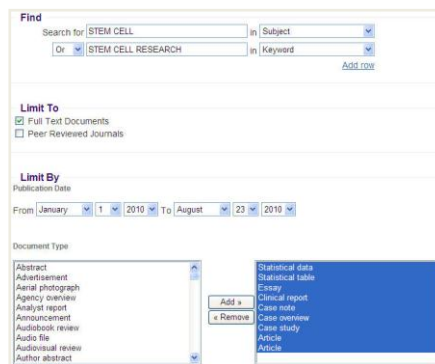 Find
Search for STEM CELL in Subject
Or STEM CELL RESEARCH in Keyword
Add row
Limit To
Full Text Documents
Peer Reviewed Journals
Limit By
Publication Date
From January 1 2010 To August 23 2010
Document Type
Abstract
Advertisement
Aerial photograph
Agency overview
Analyst report
Announcement
Audiobook review
Audio file
Audiovisual review
Author abstract
Add »
« Remove
Statistical data
Statistical table
Essay
Clinical report
Case note
Case overview
Case study
Article
Article